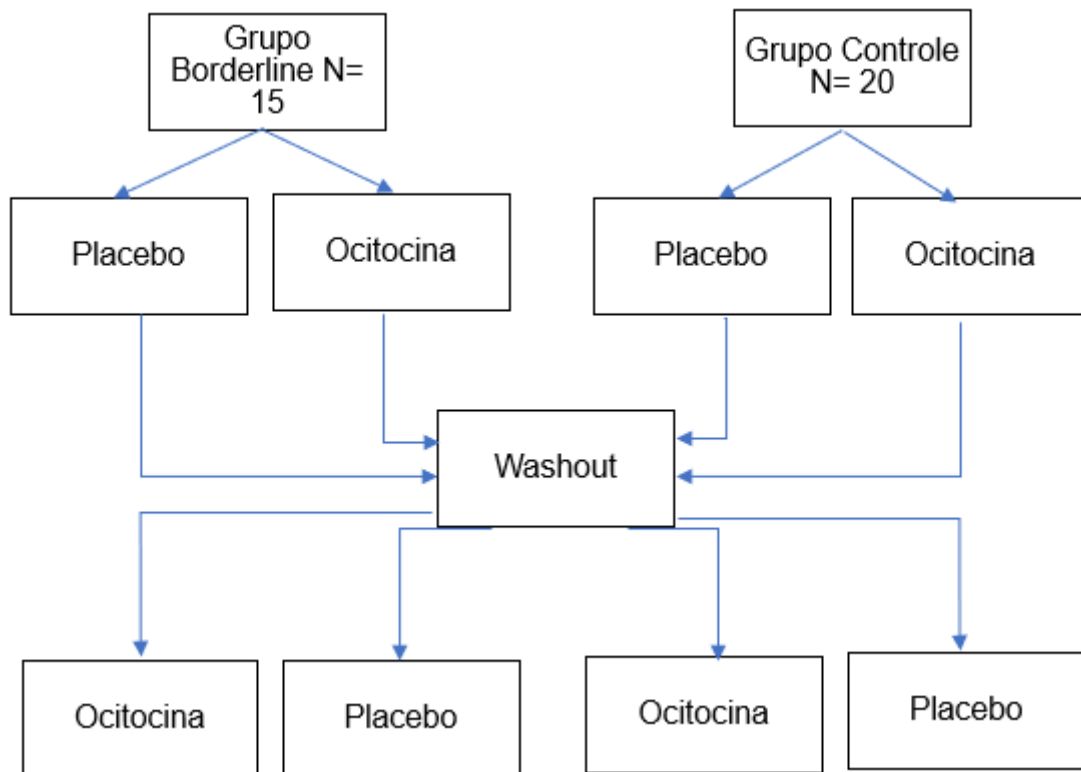 Grupo
Borderline N=
15
Grupo Controle
N= 20
Placebo
Ocitocina
Placebo
Ocitocina
Washout
Ocitocina
Placebo
Ocitocina
Placebo